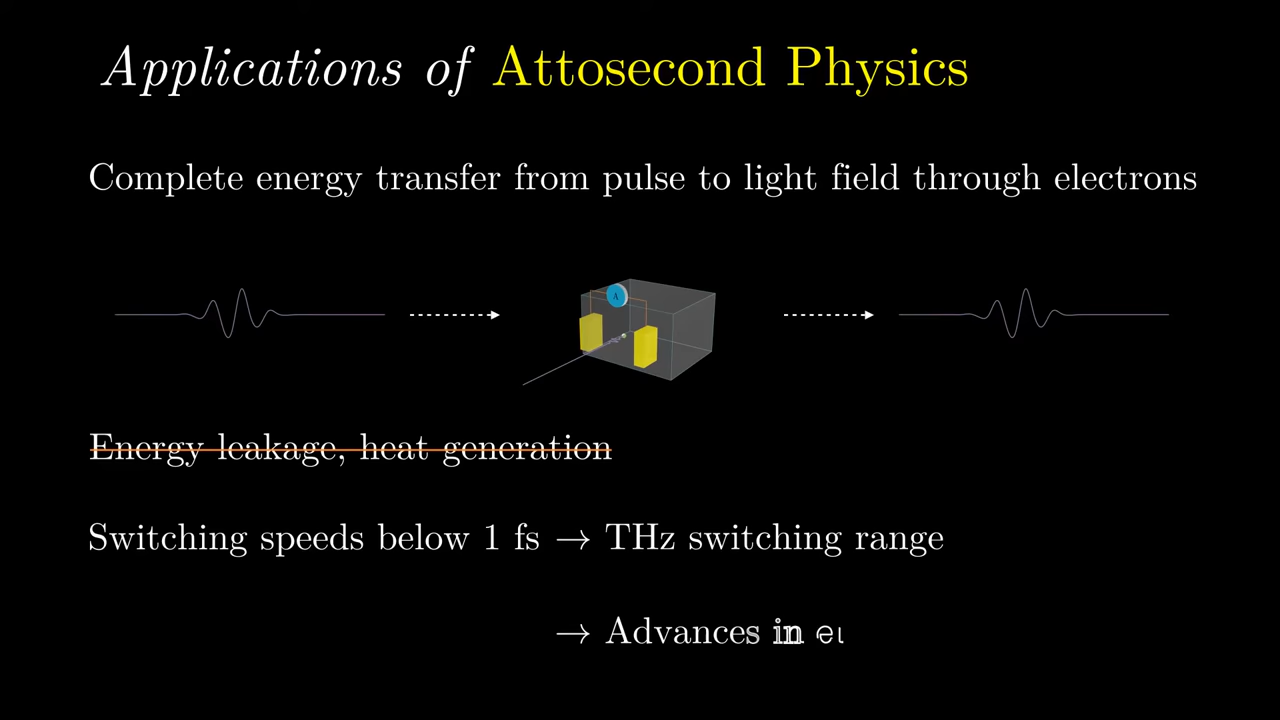 Applications of Attosecond Physics
Complete energy transfer from pulse to light field through electrons
A
Energy leakage, heat generation
Switching speeds below 1 fs → THz switching range
→ Advances in